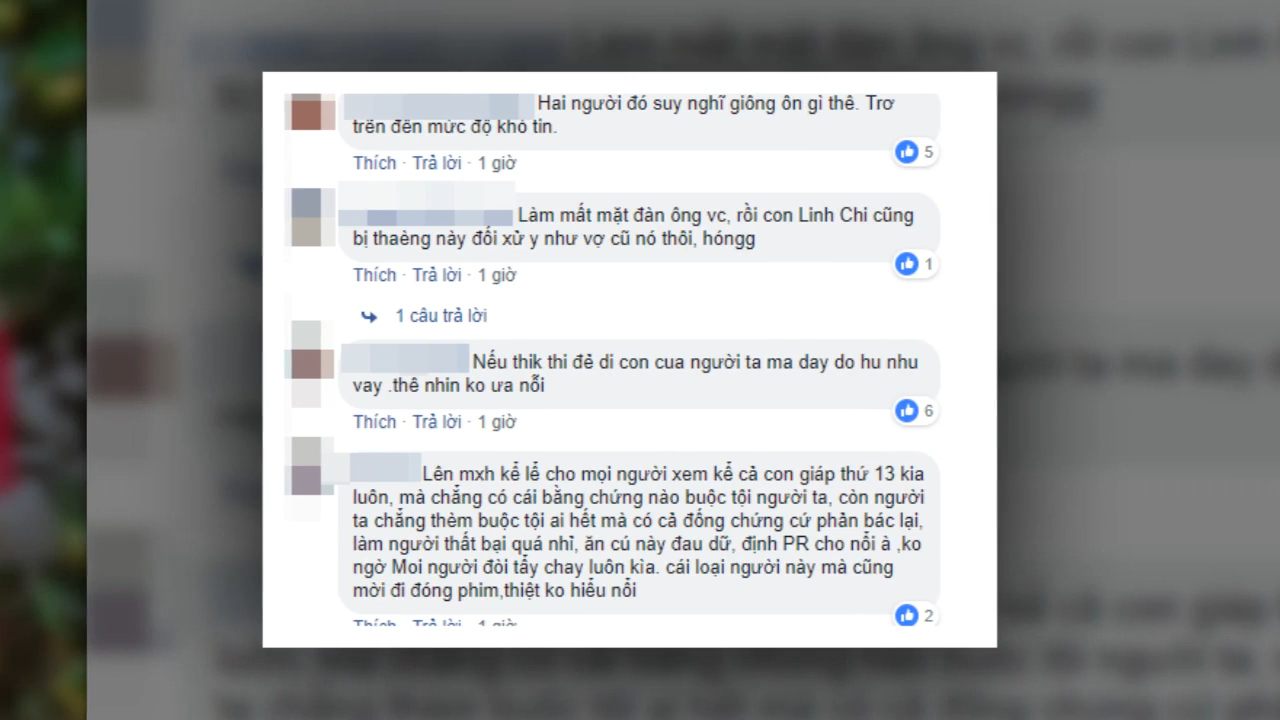 Hai người đó suy nghĩ giông ôn gì thê. Trơ
trên đên mức độ khó tin.
Thích · Trả lời · 1 giờ
5
Làm mất mặt đàn ông vc, rồi con Linh Chi cũng
bị thaèng này đối xử y như vợ cũ nó thôi, hóngg
Thích · Trả lời · 1 giờ
1
1 câu trả lời
Nếu thik thi đẻ di con cua người ta ma day do hu nhu
vay .thê nhin ko ưa nỗi
Thích · Trả lời · 1 giờ
6
Lên mxh kể lể cho mọi người xem kể cả con giáp thứ 13 kia
luôn, mà chẳng có cái bằng chứng nào buộc tội người ta, còn người
ta chẳng thèm buộc tội ai hết mà có cả đống chứng cứ phản bác lại,
làm người thất bại quá nhỉ, ăn cú này đau dữ, định PR cho nổi à ,ko
ngờ Moi người đòi tẩy chay luôn kìa. cái loại người này mà cũng
mời đi đóng phim,thiệt ko hiểu nổi
Thích · Trả lời · 1 giờ
2